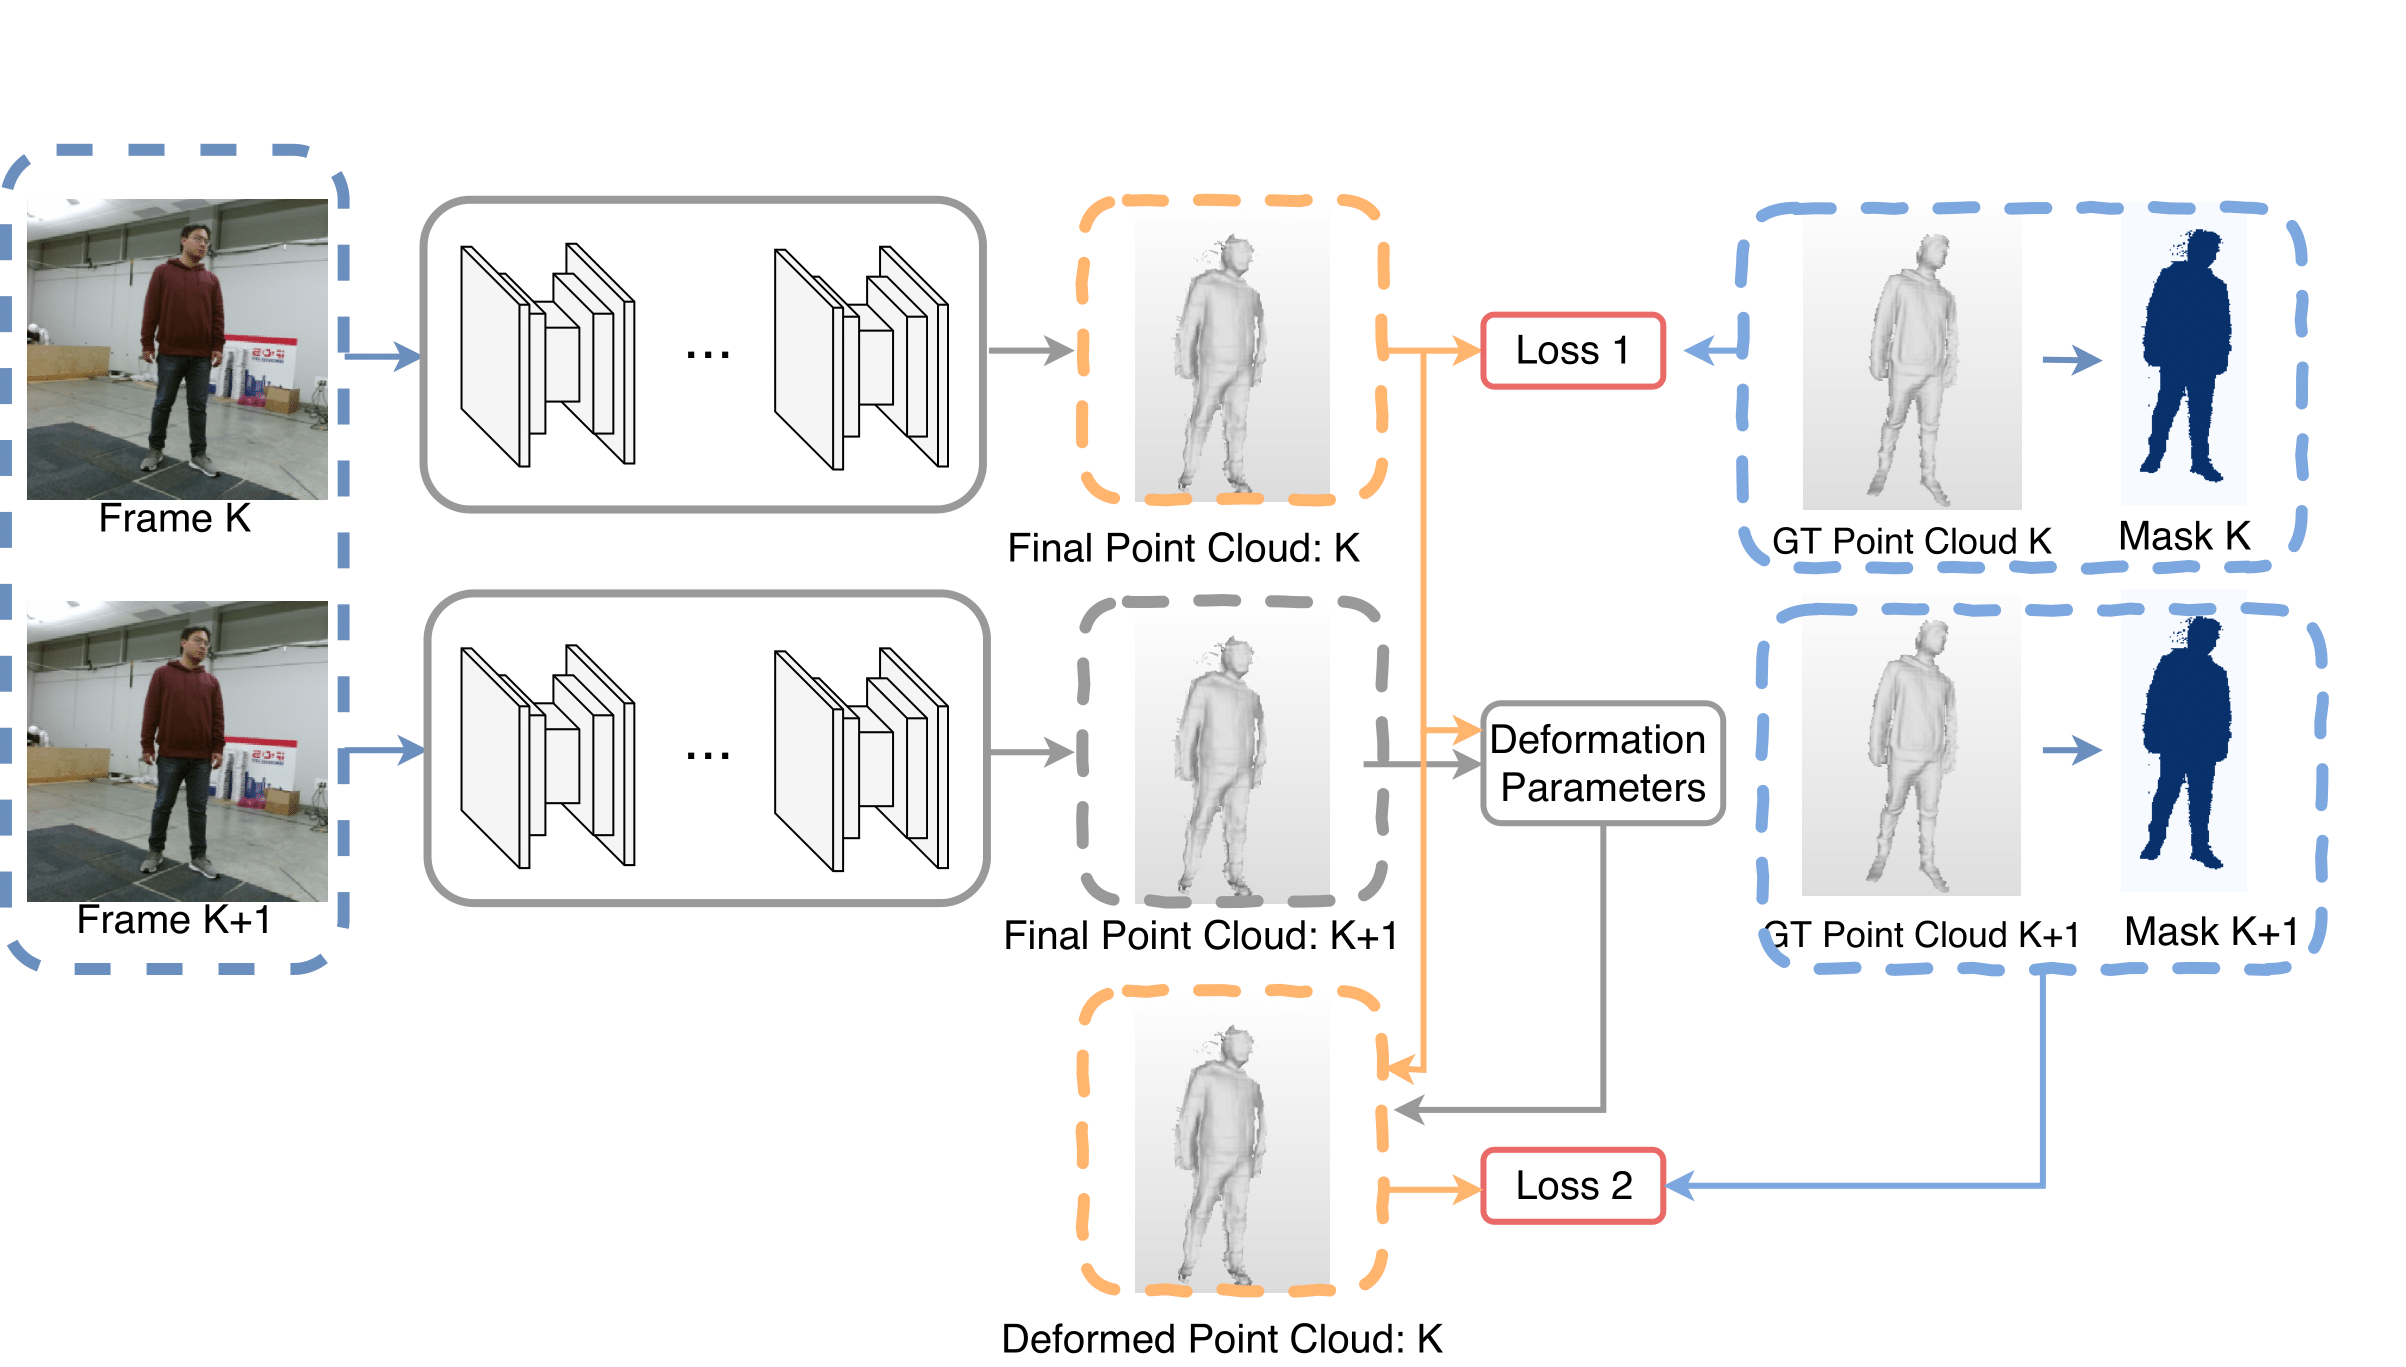 Frame K
Frame K+1
...
...
Final Point Cloud: K
Final Point Cloud: K+1
Deformed Point Cloud: K
Loss 1
Deformation
Parameters
Loss 2
GT Point Cloud K
Mask K
GT Point Cloud K+1
Mask K+1